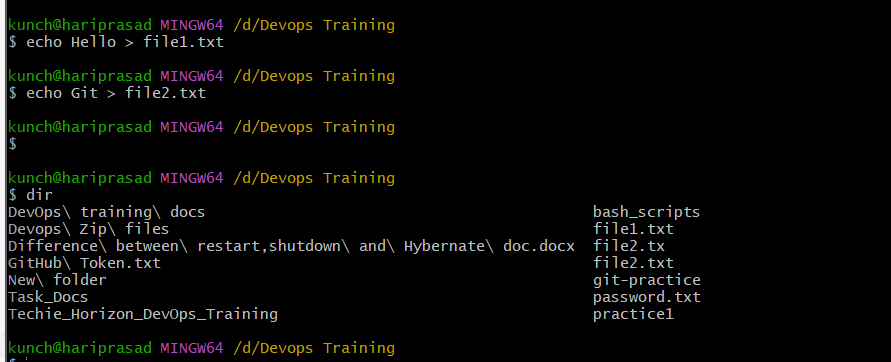 kunch@hariprasad MINGW64 /d/Devops Training
$ echo Hello > file1.txt
kunch@hariprasad MINGW64 /d/Devops Training
$ echo Git > file2.txt
kunch@hariprasad MINGW64 /d/Devops Training
$
kunch@hariprasad MINGW64 /d/Devops Training
$ dir
DevOps\ training\ docs bash_scripts
Devops\ Zip\ files file1.txt
Difference\ between\ restart,shutdown\ and\ Hybernate\ doc.docx file2.tx
GitHub\ Token.txt file2.txt
New\ folder git-practice
Task_Docs password.txt
Techie_Horizon_DevOps_Training practice1
kunch@hariprasad MINGW64 /d/Devops Training
$